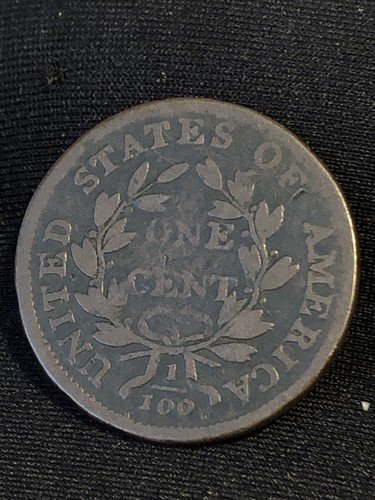 UNITED STATES OF AMERICA
ONE
CENT
1
100